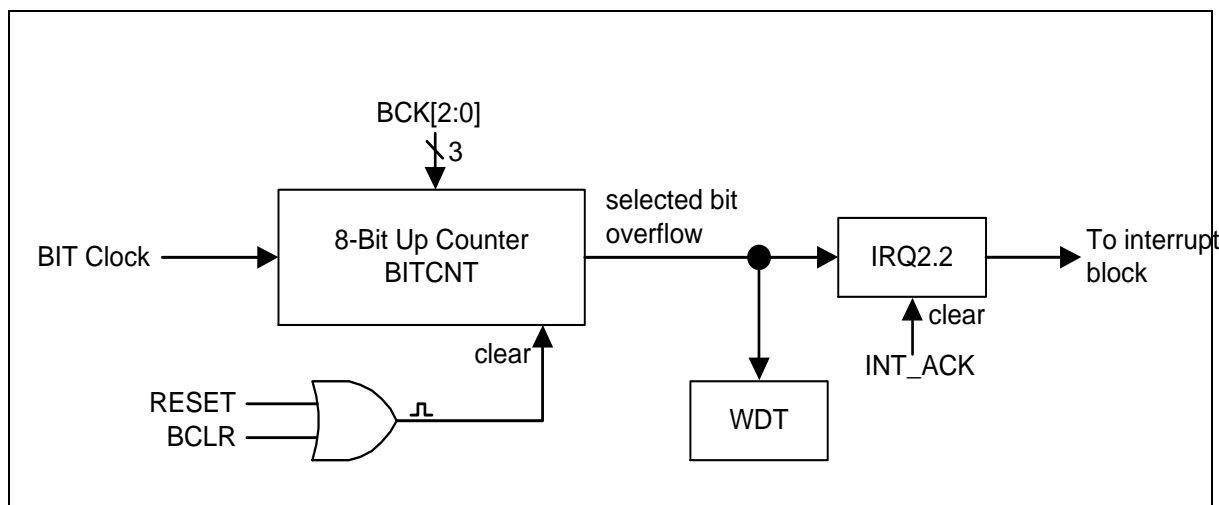 BCK[2:0]
3
selected bit
overflow
8-Bit Up Counter
BITCNT
BIT Clock
IRQ2.2
To interrupt
block
clear
clear
INT_ACK
RESET
BCLR
WDT